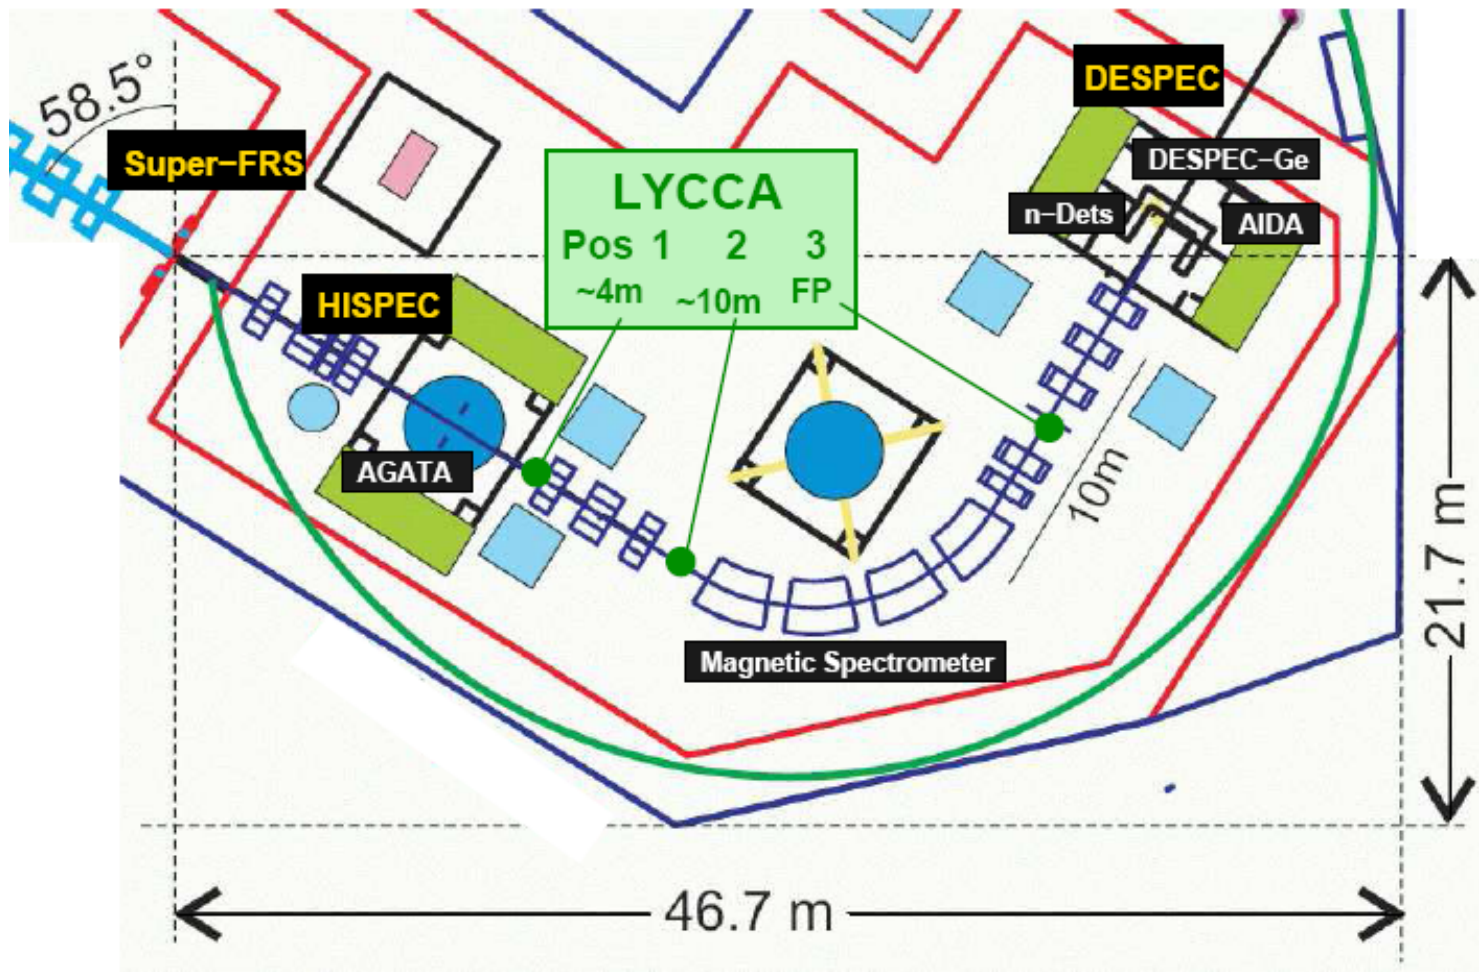 58.5°
Super-FRS
HISPEC
AGATA
LYCCA
Pos 1 2 3
~4m ~10m FP
DESPEC
DESPEC-Ge
n-Dets
AIDA
10m
Magnetic Spectrometer
21.7 m
46.7 m